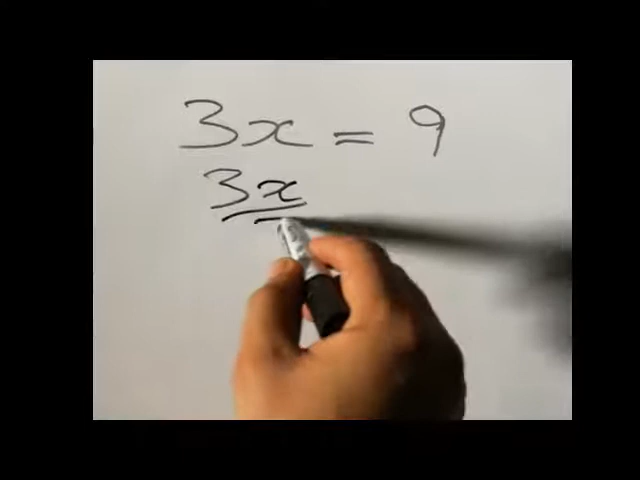 3x = 9
3x